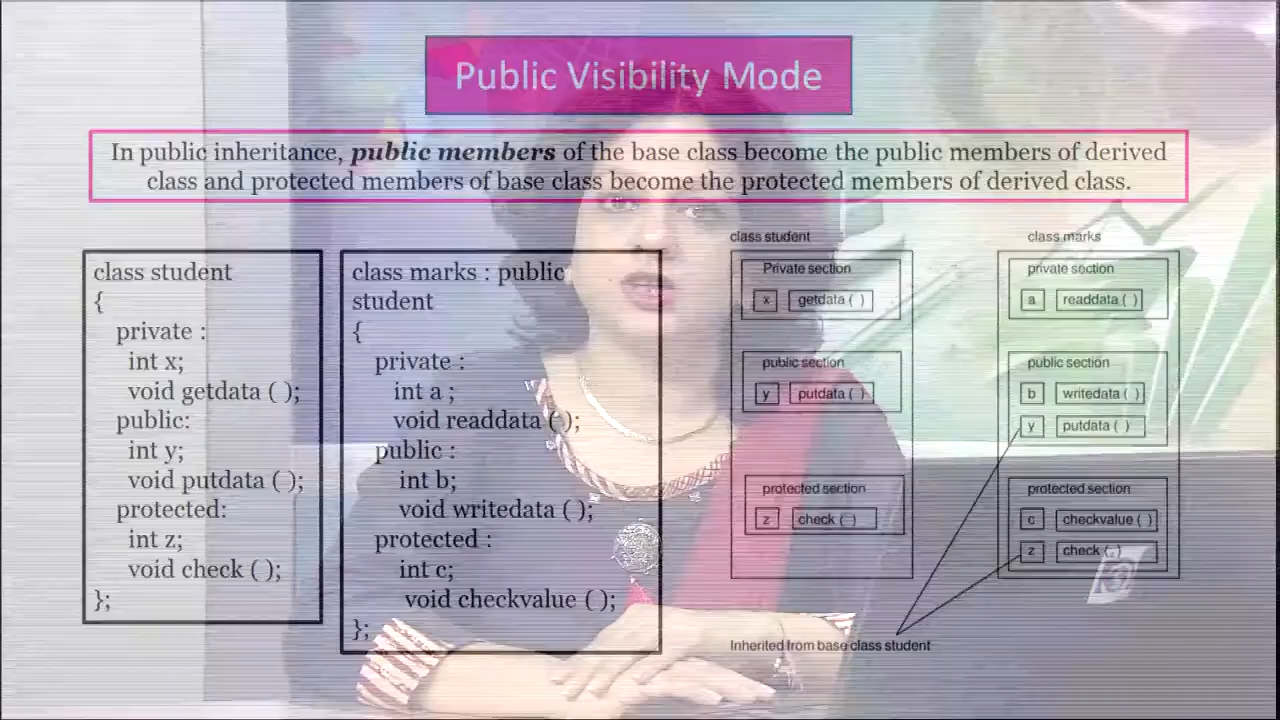 Public Visibility Mode
In public inheritance, public members of the base class become the public members of derived
class and protected members of base class become the protected members of derived class.
class student
{
private :
int x;
void getdata ( );
public:
int y;
void putdata ( );
protected:
int z;
void check ( );
};
class marks : public
student
{
private :
int a ;
void readdata ( );
public :
int b;
void writedata ( );
protected :
int c;
void checkvalue ( );
};
class student
Private section
x getdata ( )
public section
y putdata ( )
protected section
z check ( )
class marks
private section
a readdata ( )
public section
b writedata ( )
y putdata ( )
protected section
c checkvalue ( )
z check ( )
Inherited from base class student